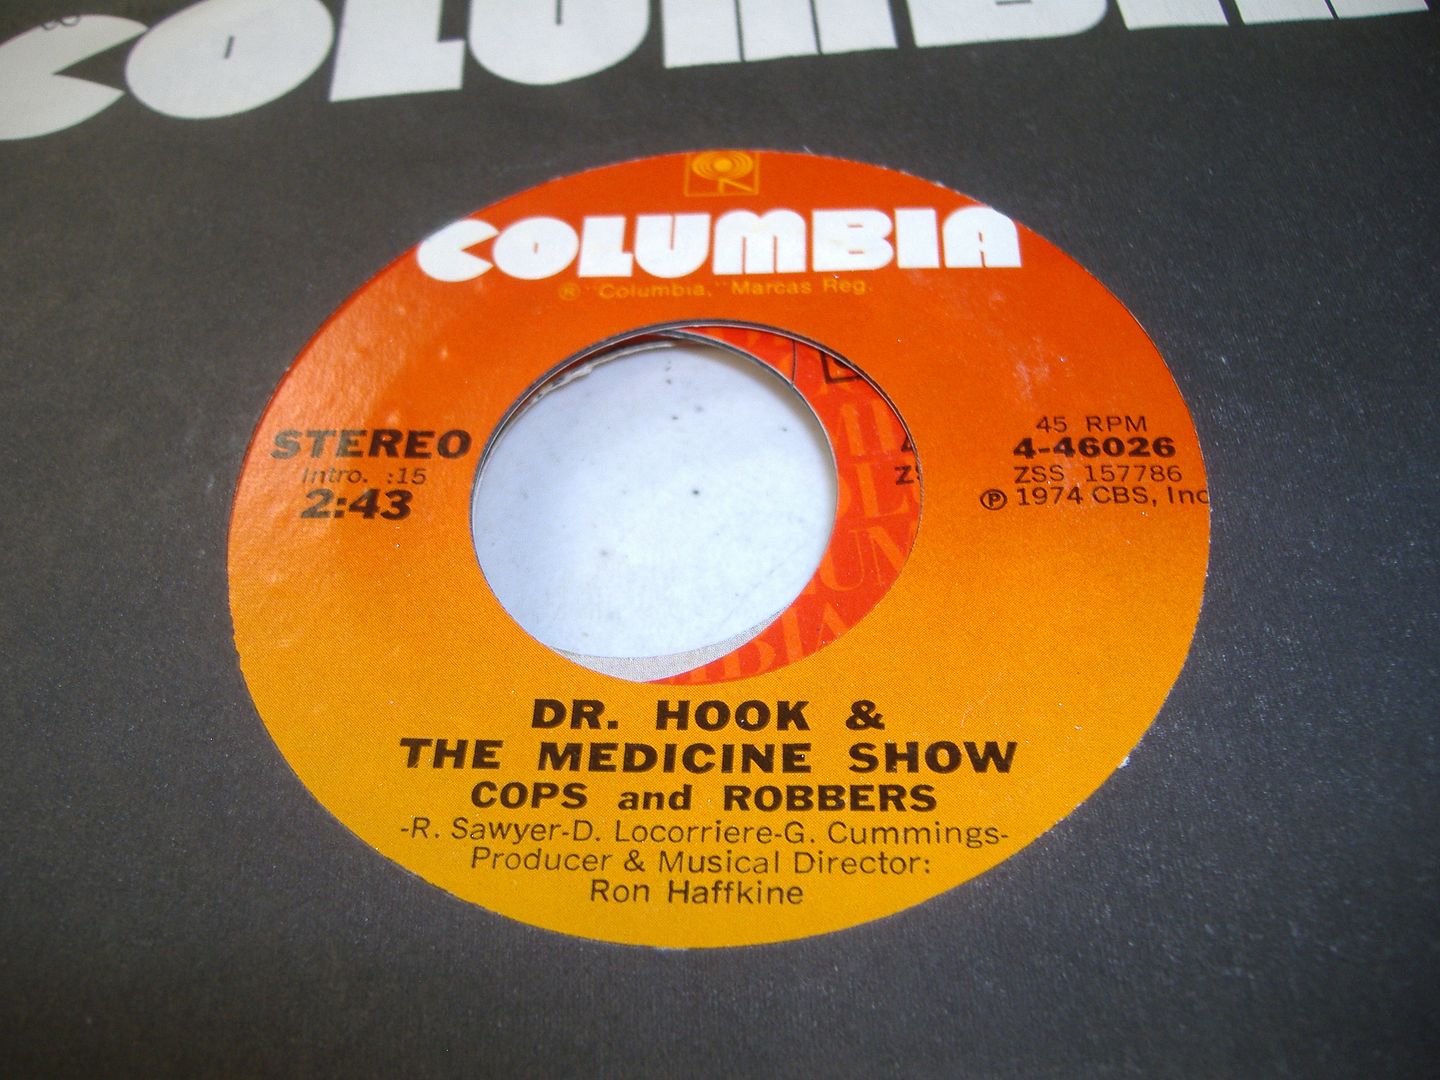 COLUMBIA
COLUMBIA
® "Columbia," Marcas Reg.
STEREO
Intro. :15
2:43
45 RPM
4-46026
ZSS 157786
℗ 1974 CBS, Inc
DR. HOOK &
THE MEDICINE SHOW
COPS and ROBBERS
-R. Sawyer-D. Locorriere-G. Cummings-
Producer & Musical Director:
Ron Haffkine